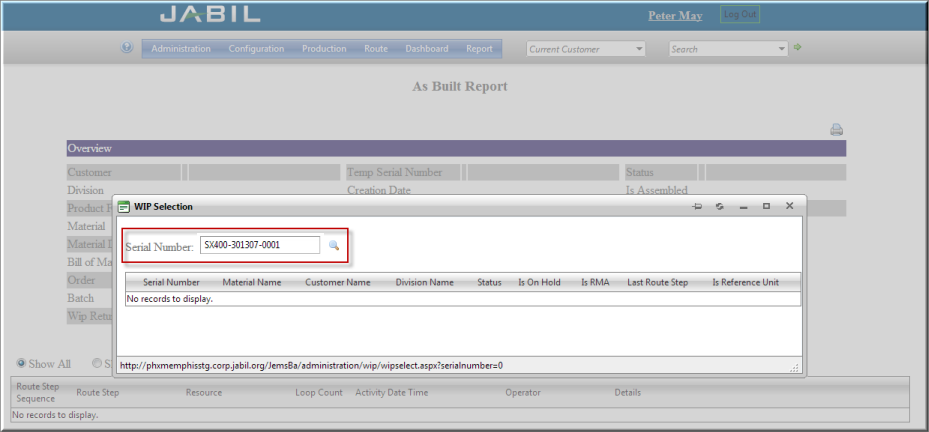 JABIL
Peter May Log Out
Administration Configuration Production Route Dashboard Report Current Customer Search
As Built Report
Overview
Customer Temp Serial Number Status
Division Creation Date Is Assembled
Product
WIP Selection
Material
Serial Number: SX400-301307-0001
Material
Bill of Ma
Order
Serial Number Material Name Customer Name Division Name Status Is On Hold Is RMA Last Route Step Is Reference Unit
Batch
No records to display.
Wip Retu
Show All
http://phxmemphisstg.corp.jabil.org/JemsBa/administration/wip/wipselect.aspx?serialnumber=0
Route Step
Sequence Route Step Resource Loop Count Activity Date Time Operator Details
No records to display.